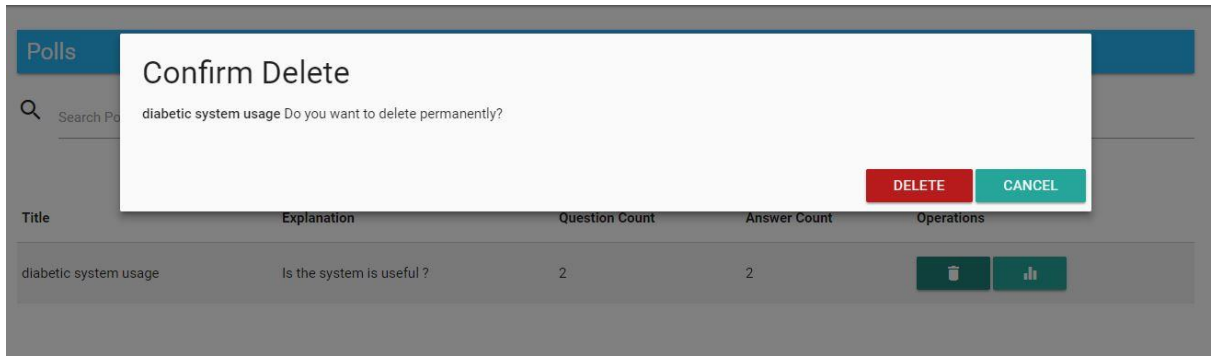 Polls
Confirm Delete
Search Po
diabetic system usage Do you want to delete permanently?
DELETE CANCEL
Title Explanation Question Count Answer Count Operations
diabetic system usage Is the system is useful ? 2 2